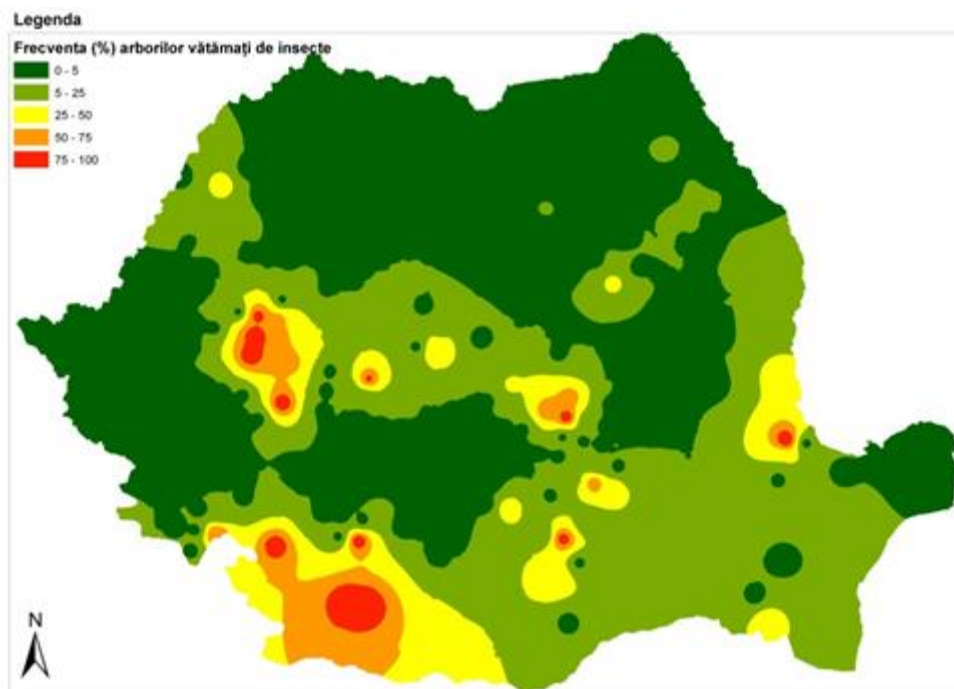 Legenda
Frecventa (%) arborilor vătămați de insecte
0 - 5
5 - 25
25 - 50
50 - 75
75 - 100
N